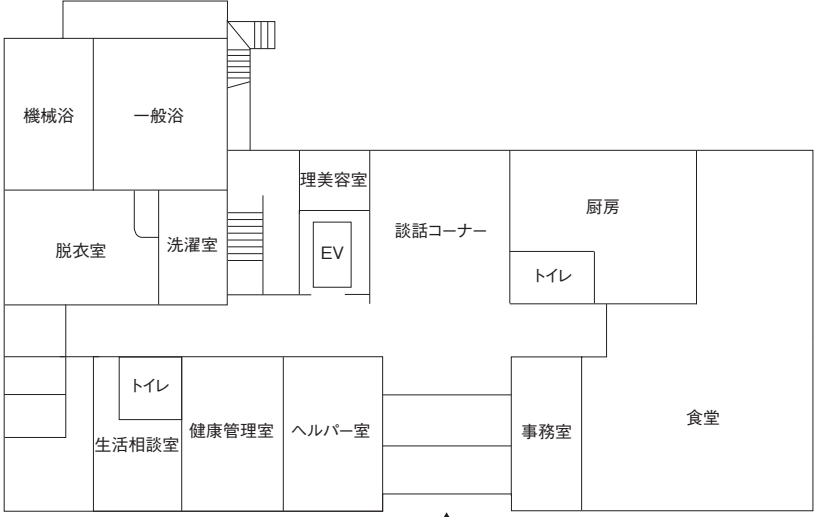 機械浴
一般浴
理美容室
厨房
脱衣室
洗濯室
EV
談話コーナー
トイレ
トイレ
生活相談室
健康管理室
ヘルパー室
事務室
食堂